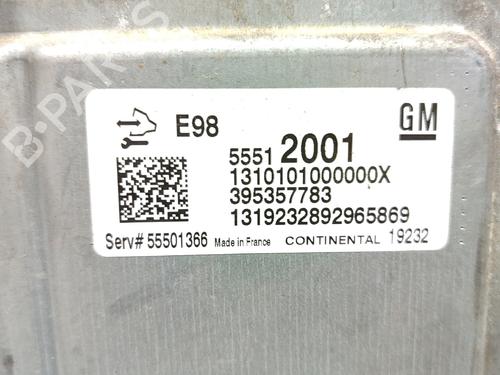 B-PARTS
E98
GM
5551 2001
1310101000000X
395357783
1319232892965869
Serv# 55501366 Made in France CONTINENTAL 19232